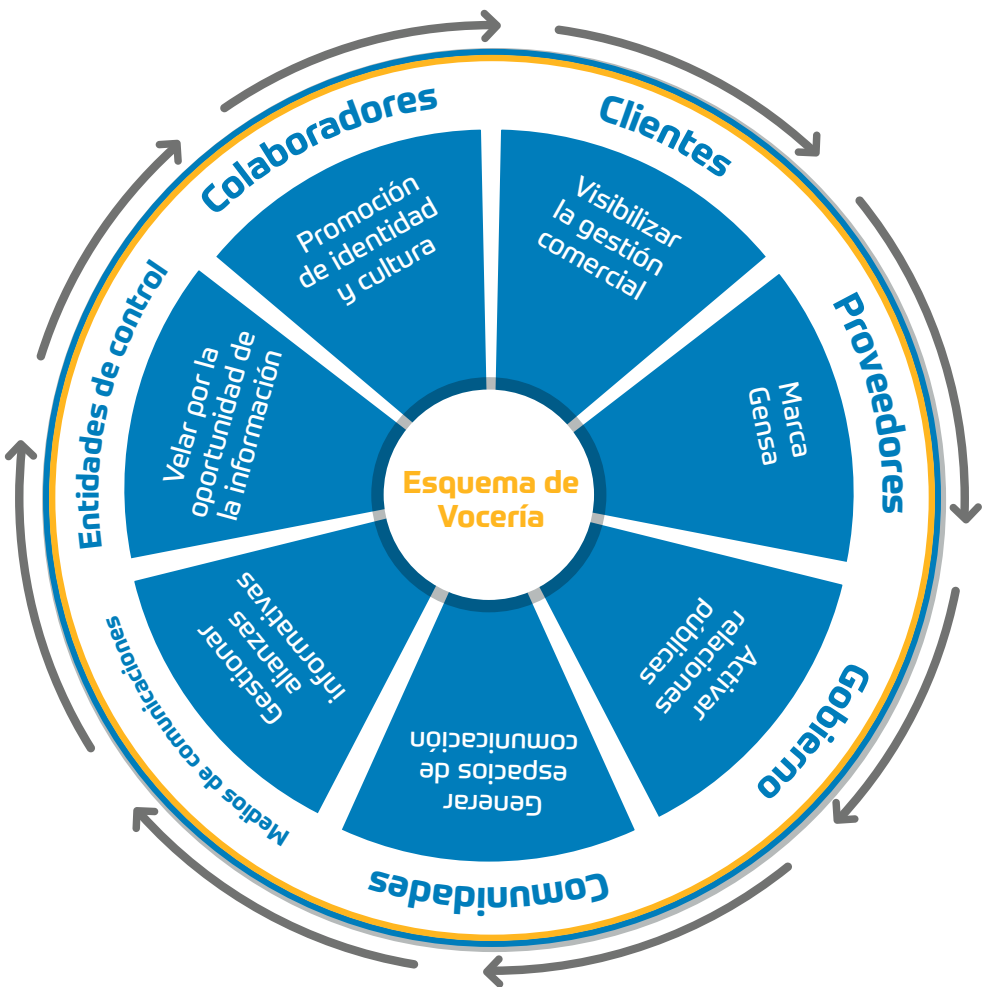 Esquema de
Vocería
Clientes
Visibilizar
la gestión
comercial
Proveedores
Marca
Gensa
Gobierno
Activar
relaciones
públicas
Comunidades
Generar
espacios de
comunicación
Medios de comunicaciones
Gestionar
alianzas
informativas
Entidades de control
Velar por la
oportunidad de
la información
Colaboradores
Promoción
de identidad
y cultura